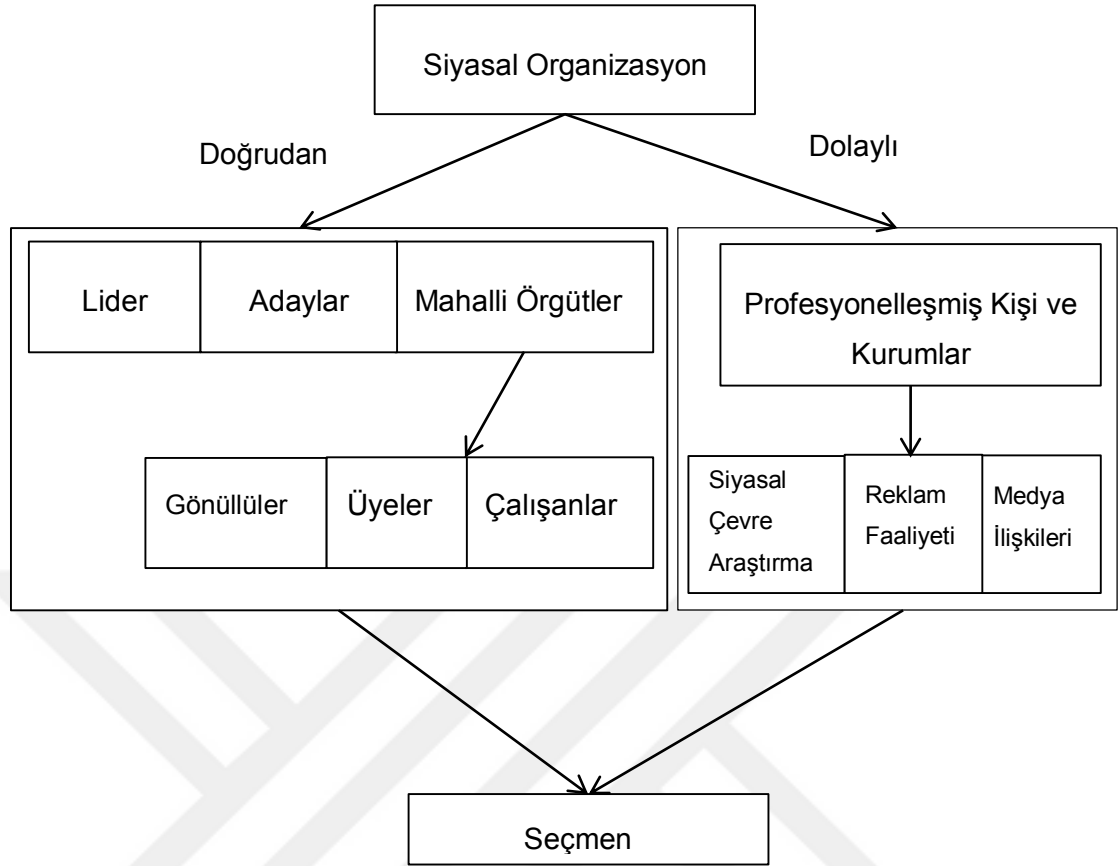 Siyasal Organizasyon
Doğrudan
Dolaylı
Lider
Adaylar
Mahalli Örgütler
Gönüllüler
Üyeler
Çalışanlar
Profesyonelleşmiş Kişi ve
Kurumlar
Siyasal
Çevre
Araştırma
Reklam
Faaliyeti
Medya
İlişkileri
Seçmen